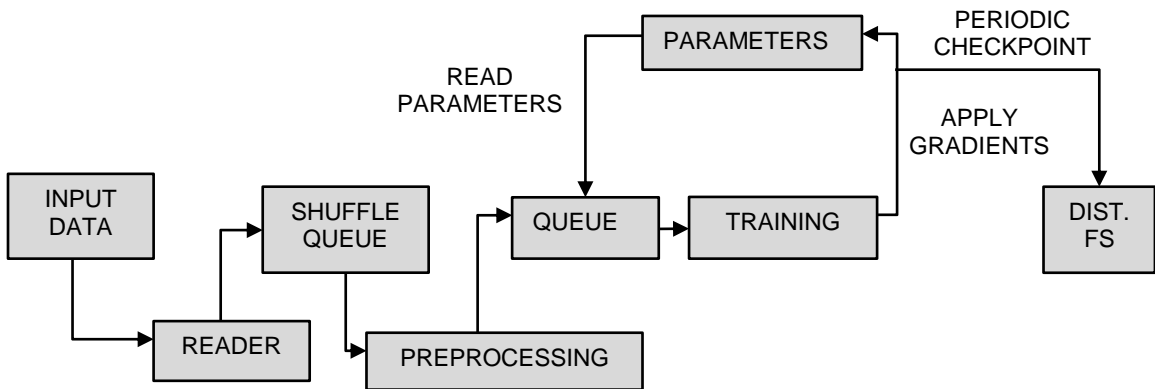 PARAMETERS
PERIODIC
CHECKPOINT
READ
PARAMETERS
APPLY
GRADIENTS
INPUT
DATA
SHUFFLE
QUEUE
QUEUE
TRAINING
DIST.
FS
READER
PREPROCESSING